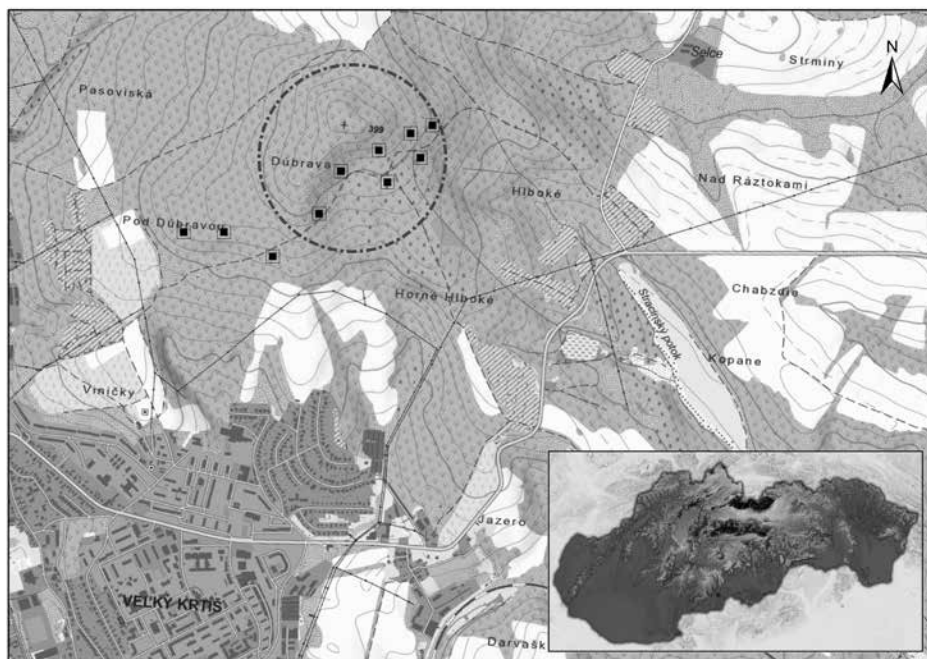 Selce
Strminy
N
Pasoviská
399
Dúbrava
Hlboké
Nad Ráztokami
Pod Dúbravou
Horné Hlboké
Chabzdie
Stracinský potok
Kopane
Viničky
Jazero
VEĽKÝ KRTÍŠ
Darvašk